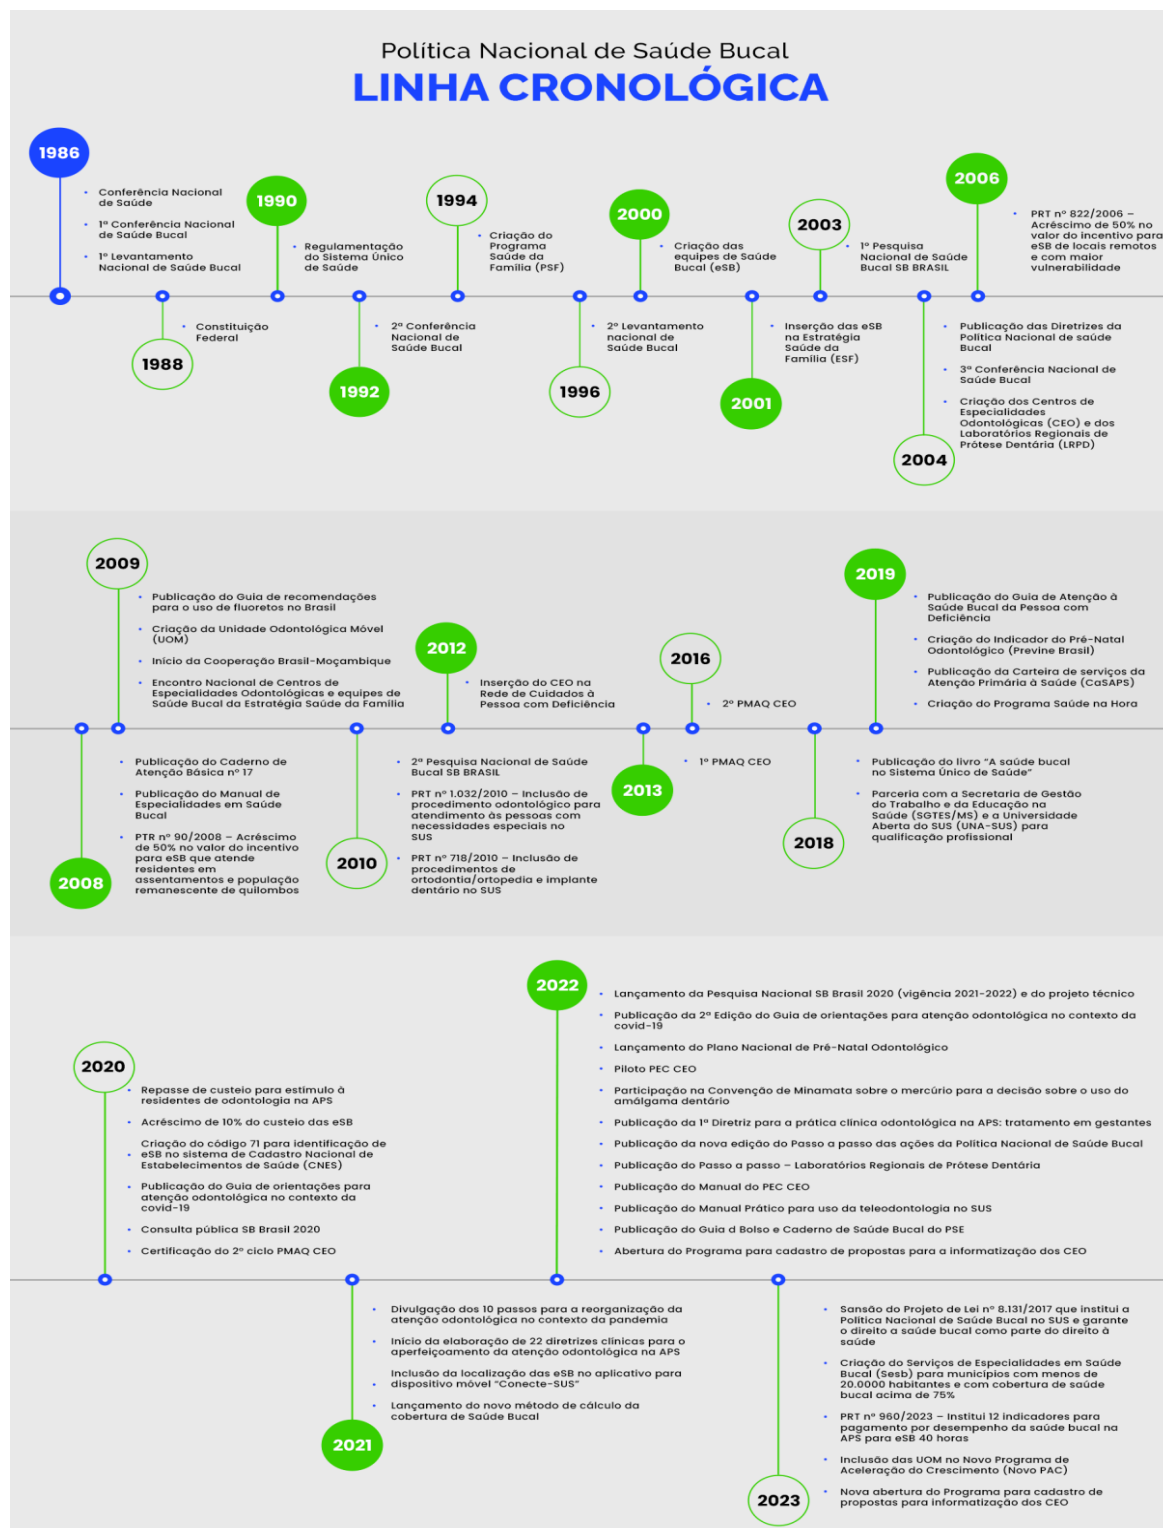 Política Nacional de Saúde Bucal
LINHA CRONOLÓGICA
1986
Conferência Nacional
de Saúde
1ª Conferência Nacional
de Saúde Bucal
1º Levantamento
Nacional de Saúde Bucal
1988
Constituição
Federal
1990
Regulamentação
do Sistema Único
de Saúde
1992
2ª Conferência
Nacional de
Saúde Bucal
1994
Criação do
Programa
Saúde da
Família (PSF)
1996
2º Levantamento
nacional de
Saúde Bucal
2000
Criação das
equipes de Saúde
Bucal (eSB)
2001
Inserção das eSB
na Estratégia
Saúde da
Família (ESF)
2003
1ª Pesquisa
Nacional de Saúde
Bucal SB BRASIL
2004
Publicação das Diretrizes da
Política Nacional de saúde
Bucal
3ª Conferência Nacional de
Saúde Bucal
Criação dos Centros de
Especialidades
Odontológicas (CEO) e dos
Laboratórios Regionais de
Prótese Dentária (LRPD)
2006
PRT nº 822/2006 –
Acréscimo de 50% no
valor do incentivo para
eSB de locais remotos
e com maior
vulnerabilidade
2008
Publicação do Caderno de
Atenção Básica nº 17
Publicação do Manual de
Especialidades em Saúde
Bucal
PTR nº 90/2008 – Acréscimo
de 50% no valor do incentivo
para eSB que atende
residentes em
assentamentos e população
remanescente de quilombos
2009
Publicação do Guia de recomendações
para o uso de fluoretos no Brasil
Criação da Unidade Odontológica Móvel
(UOM)
Início da Cooperação Brasil-Moçambique
Encontro Nacional de Centros de
Especialidades Odontológicas e equipes de
Saúde Bucal da Estratégia Saúde da Família
2010
2ª Pesquisa Nacional de Saúde
Bucal SB BRASIL
PRT nº 1.032/2010 – Inclusão de
procedimento odontológico para
atendimento às pessoas com
necessidades especiais no
SUS
PRT nº 718/2010 – Inclusão de
procedimentos de
ortodontia/ortopedia e implante
dentário no SUS
2012
Inserção do CEO na
Rede de Cuidados à
Pessoa com Deficiência
2013
1º PMAQ CEO
2016
2º PMAQ CEO
2018
Publicação do livro “A saúde bucal
no Sistema Único de Saúde”
Parceria com a Secretaria de Gestão
do Trabalho e da Educação na
Saúde (SGTES/MS) e a Universidade
Aberta do SUS (UNA-SUS) para
qualificação profissional
2019
Publicação do Guia de Atenção à
Saúde Bucal da Pessoa com
Deficiência
Criação do Indicador do Pré-Natal
Odontológico (Previne Brasil)
Publicação da Carteira de serviços da
Atenção Primária à Saúde (CaSAPS)
Criação do Programa Saúde na Hora
2020
Repasse de custeio para estímulo à
residentes de odontologia na APS
Acréscimo de 10% do custeio das eSB
Criação do código 71 para identificação de
eSB no sistema de Cadastro Nacional de
Estabelecimentos de Saúde (CNES)
Publicação do Guia de orientações para
atenção odontológica no contexto da
covid-19
Consulta pública SB Brasil 2020
Certificação do 2º ciclo PMAQ CEO
2021
Divulgação dos 10 passos para a reorganização da
atenção odontológica no contexto da pandemia
Início da elaboração de 22 diretrizes clínicas para o
aperfeiçoamento da atenção odontológica na APS
Inclusão da localização das eSB no aplicativo para
dispositivo móvel “Conecte-SUS”
Lançamento do novo método de cálculo da
cobertura de Saúde Bucal
2022
Lançamento da Pesquisa Nacional SB Brasil 2020 (vigência 2021-2022) e do projeto técnico
Publicação da 2ª Edição do Guia de orientações para atenção odontológica no contexto da
covid-19
Lançamento do Plano Nacional de Pré-Natal Odontológico
Piloto PEC CEO
Participação na Convenção de Minamata sobre o mercúrio para a decisão sobre o uso do
amálgama dentário
Publicação da 1ª Diretriz para a prática clínica odontológica na APS: tratamento em gestantes
Publicação da nova edição do Passo a passo das ações da Política Nacional de Saúde Bucal
Publicação do Passo a passo – Laboratórios Regionais de Prótese Dentária
Publicação do Manual do PEC CEO
Publicação do Manual Prático para uso da teleodontologia no SUS
Publicação do Guia d Bolso e Caderno de Saúde Bucal do PSE
Abertura do Programa para cadastro de propostas para a informatização dos CEO
2023
Sansão do Projeto de Lei nº 8.131/2017 que institui a
Política Nacional de Saúde Bucal no SUS e garante
o direito a saúde bucal como parte do direito à
saúde
Criação do Serviços de Especialidades em Saúde
Bucal (Sesb) para municípios com menos de
20.0000 habitantes e com cobertura de saúde
bucal acima de 75%
PRT nº 960/2023 – Institui 12 indicadores para
pagamento por desempenho da saúde bucal na
APS para eSB 40 horas
Inclusão das UOM no Novo Programa de
Aceleração do Crescimento (Novo PAC)
Nova abertura do Programa para cadastro de
propostas para informatização dos CEO